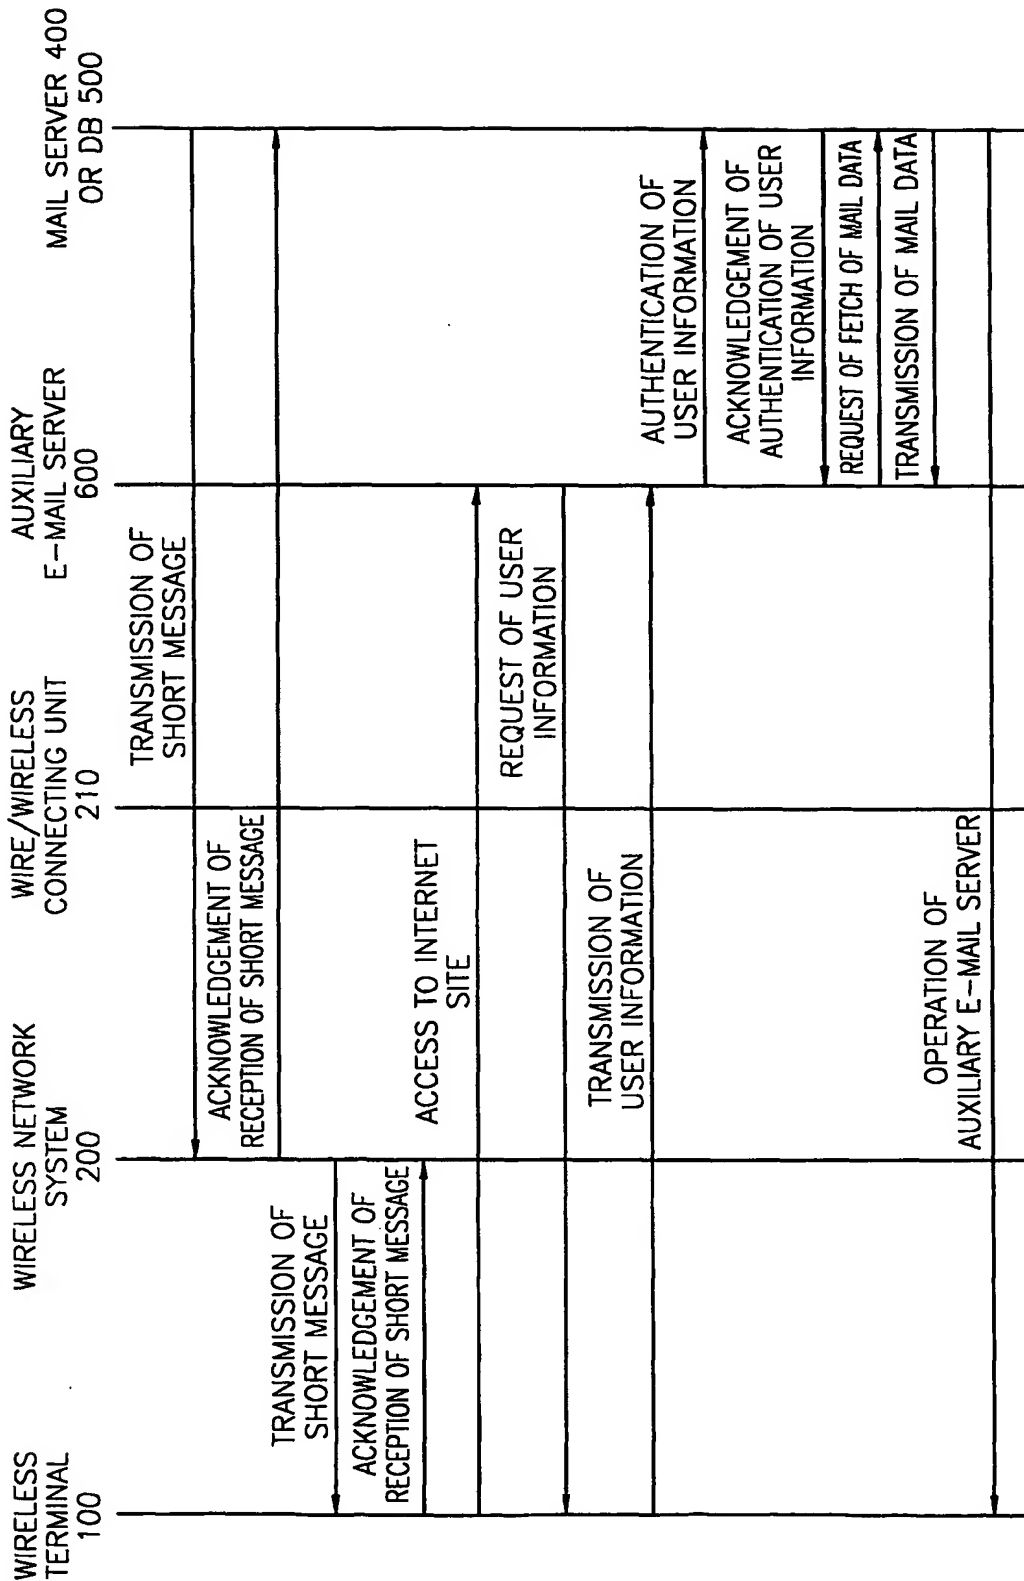 WIRELESS
TERMINAL
100
WIRELESS NETWORK
SYSTEM
200
WIRE/WIRELESS
CONNECTING UNIT
210
AUXILIARY
E-MAIL SERVER
600
MAIL SERVER 400
OR DB 500
TRANSMISSION OF
SHORT MESSAGE
ACKNOWLEDGEMENT OF
RECEPTION OF SHORT MESSAGE
TRANSMISSION OF
SHORT MESSAGE
ACKNOWLEDGEMENT OF
RECEPTION OF SHORT MESSAGE
ACCESS TO INTERNET
SITE
REQUEST OF USER
INFORMATION
TRANSMISSION OF
USER INFORMATION
AUTHENTICATION OF
USER INFORMATION
ACKNOWLEDGEMENT OF
AUTHENTICATION OF USER
INFORMATION
REQUEST OF FETCH OF MAIL DATA
TRANSMISSION OF MAIL DATA
OPERATION OF
AUXILIARY E-MAIL SERVER